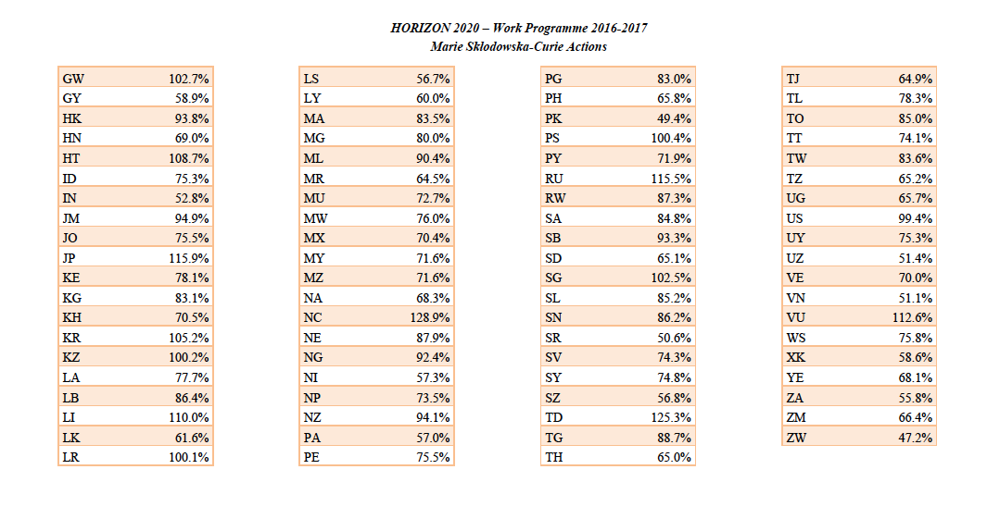 HORIZON 2020 – Work Programme 2016-2017
Marie Skłodowska-Curie Actions
GW 102.7%
GY 58.9%
HK 93.8%
HN 69.0%
HT 108.7%
ID 75.3%
IN 52.8%
JM 94.9%
JO 75.5%
JP 115.9%
KE 78.1%
KG 83.1%
KH 70.5%
KR 105.2%
KZ 100.2%
LA 77.7%
LB 86.4%
LI 110.0%
LK 61.6%
LR 100.1%
LS 56.7%
LY 60.0%
MA 83.5%
MG 80.0%
ML 90.4%
MR 64.5%
MU 72.7%
MW 76.0%
MX 70.4%
MY 71.6%
MZ 71.6%
NA 68.3%
NC 128.9%
NE 87.9%
NG 92.4%
NI 57.3%
NP 73.5%
NZ 94.1%
PA 57.0%
PE 75.5%
PG 83.0%
PH 65.8%
PK 49.4%
PS 100.4%
PY 71.9%
RU 115.5%
RW 87.3%
SA 84.8%
SB 93.3%
SD 65.1%
SG 102.5%
SL 85.2%
SN 86.2%
SR 50.6%
SV 74.3%
SY 74.8%
SZ 56.8%
TD 125.3%
TG 88.7%
TH 65.0%
TJ 64.9%
TL 78.3%
TO 85.0%
TT 74.1%
TW 83.6%
TZ 65.2%
UG 65.7%
US 99.4%
UY 75.3%
UZ 51.4%
VE 70.0%
VN 51.1%
VU 112.6%
WS 75.8%
XK 58.6%
YE 68.1%
ZA 55.8%
ZM 66.4%
ZW 47.2%